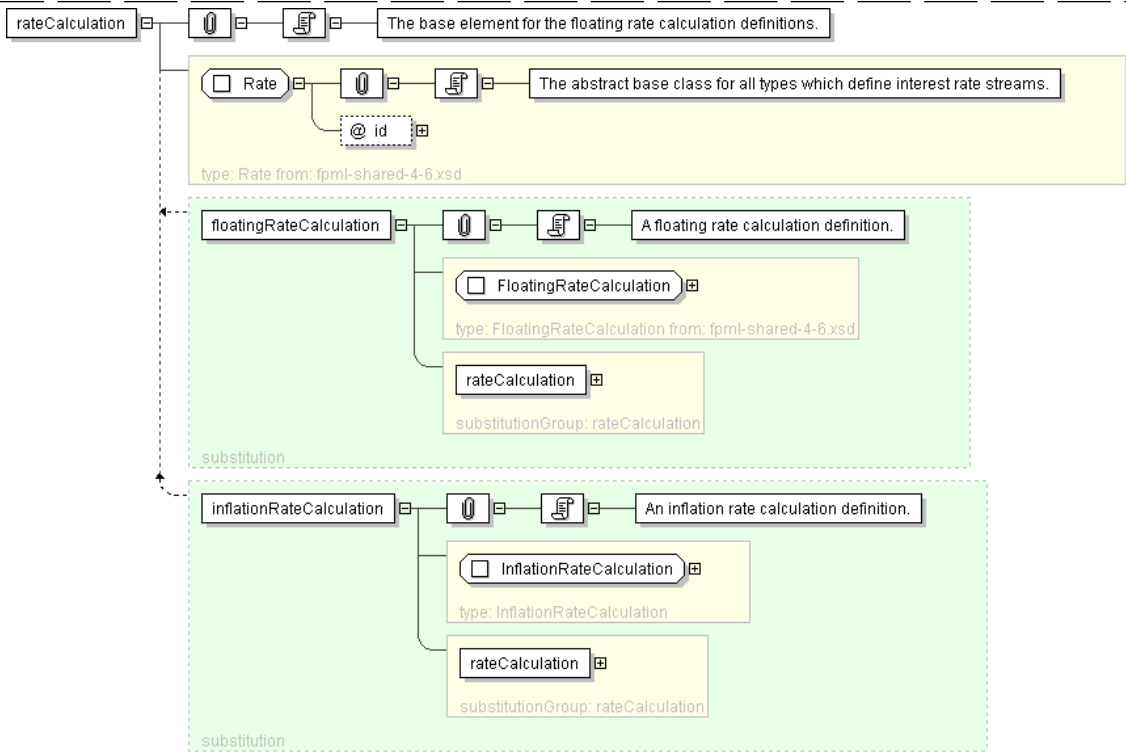 rateCalculation
The base element for the floating rate calculation definitions.
Rate
The abstract base class for all types which define interest rate streams.
@ id
type: Rate from: fpml-shared-4-6.xsd
floatingRateCalculation
A floating rate calculation definition.
FloatingRateCalculation
type: FloatingRateCalculation from: fpml-shared-4-6.xsd
rateCalculation
substitutionGroup: rateCalculation
substitution
inflationRateCalculation
An inflation rate calculation definition.
InflationRateCalculation
type: InflationRateCalculation
rateCalculation
substitutionGroup: rateCalculation
substitution